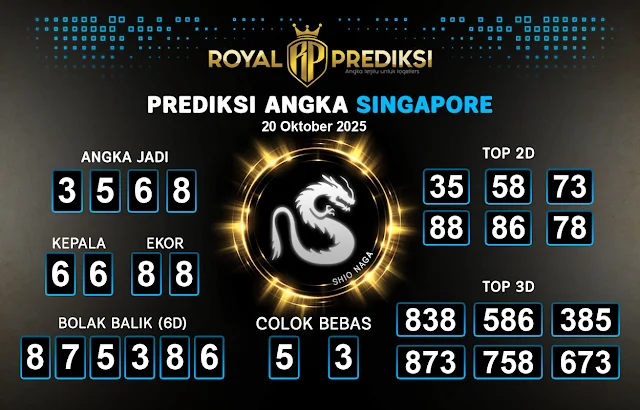 ROYAL RP PREDIKSI
Angka terjitu untuk togellers
PREDIKSI ANGKA SINGAPORE
20 Oktober 2025
ANGKA JADI
3 5 6 8
KEPALA EKOR
6 6 8 8
BOLAK BALIK (6D)
8 7 5 3 8 6
SHIO NAGA
COLOK BEBAS
5 3
TOP 2D
35 58 73
88 86 78
TOP 3D
838 586 385
873 758 673